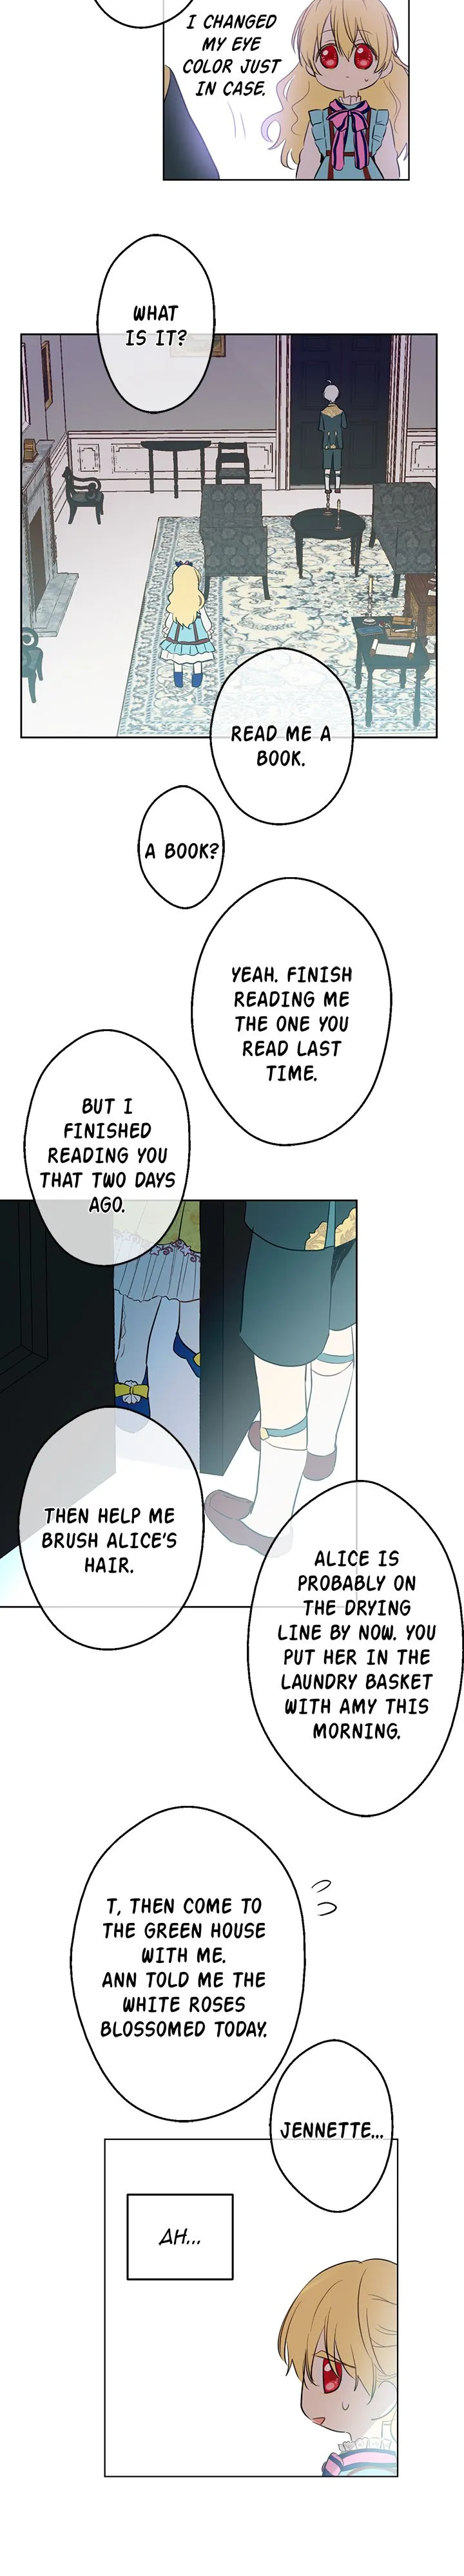 I CHANGED
MY EYE
COLOR JUST
IN CASE.
WHAT
IS IT?
READ ME A
BOOK.
A BOOK?
YEAH. FINISH
READING ME
THE ONE YOU
READ LAST
TIME.
BUT I
FINISHED
READING YOU
THAT TWO DAYS
AGO.
THEN HELP ME
BRUSH ALICE'S
HAIR.
ALICE IS
PROBABLY ON
THE DRYING
LINE BY NOW. YOU
PUT HER IN THE
LAUNDRY BASKET
WITH AMY THIS
MORNING.
T, THEN COME TO
THE GREEN HOUSE
WITH ME.
ANN TOLD ME THE
WHITE ROSES
BLOSSOMED TODAY.
JENNETTE...
AH...